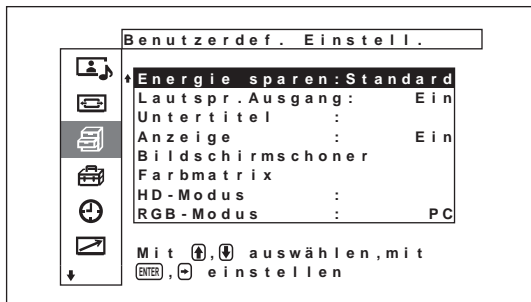 Benutzerdef. Einstell.
Energie sparen:Standard
Lautspr.Ausgang: Ein
Untertitel :
Anzeige : Ein
Bildschirmschoner
Farbmatrix
HD-Modus :
RGB-Modus : PC
Mit ↑,↓ auswählen,mit
ENTER,→ einstellen